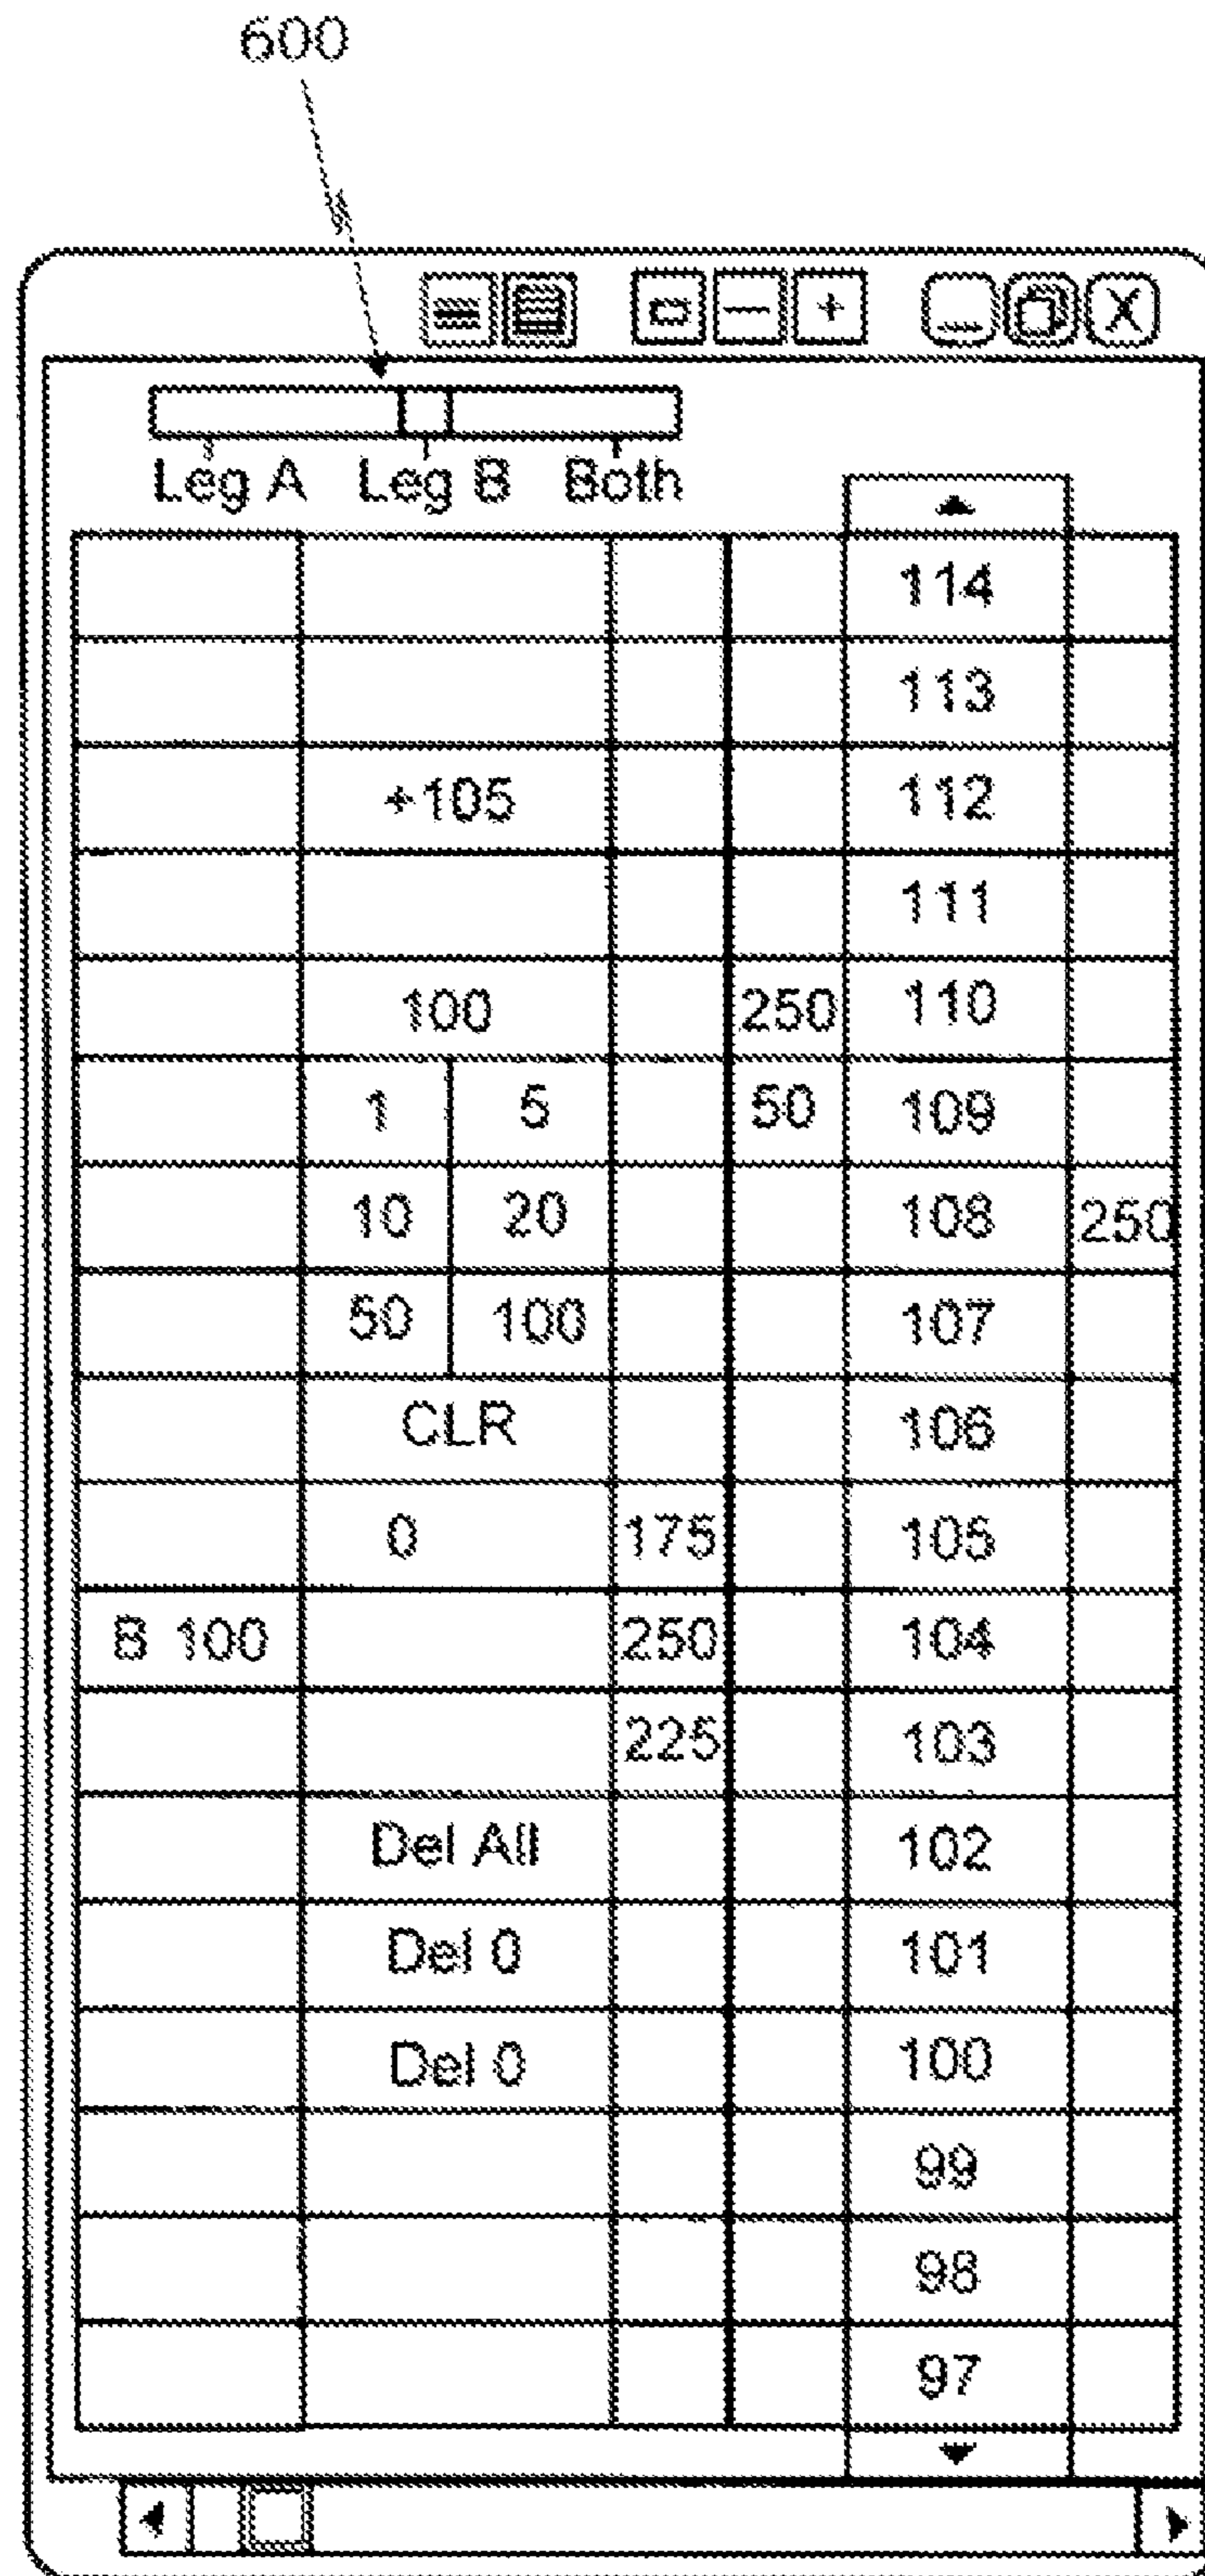 600
Leg A Leg B Both
114
113
+105 112
111
100 250 110
1 5 50 109
10 20 108 250
50 100 107
CLR 106
0 175 105
B 100 250 104
225 103
Del All 102
Del 0 101
Del 0 100
99
98
97